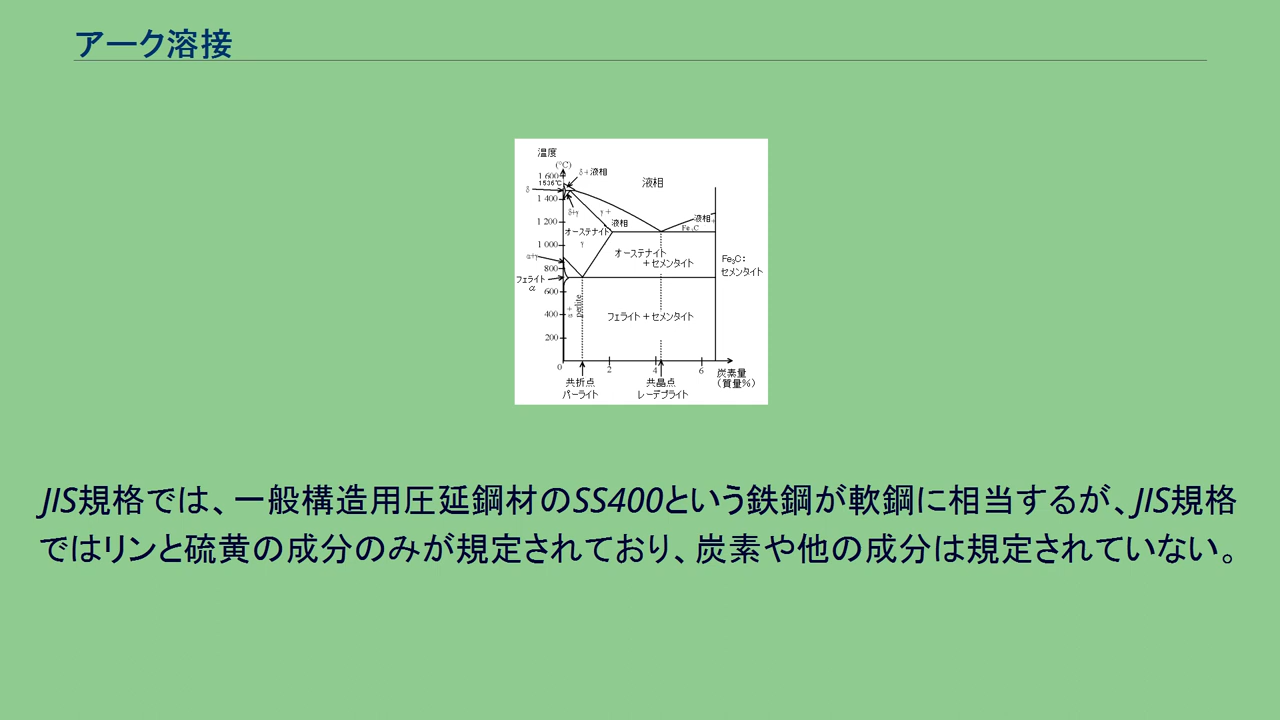 アーク溶接
温度
(℃)
δ+液相
1 600
1536℃
液相
δ
1 400
δ+γ
γ+
液相
液相+
1 200
Fe3C
オーステナイト
γ
1 000
オーステナイト
+セメンタイト
α+γ
Fe3C:
セメンタイト
800
フェライト
α
600
α+
perlite
400
フェライト+セメンタイト
200
0 2 4 6
炭素量
(質量%)
共折点
パーライト
共晶点
レーデブライト
JIS規格では、一般構造用圧延鋼材のSS400という鉄鋼が軟鋼に相当するが、JIS規格
ではリンと硫黄の成分のみが規定されており、炭素や他の成分は規定されていない。